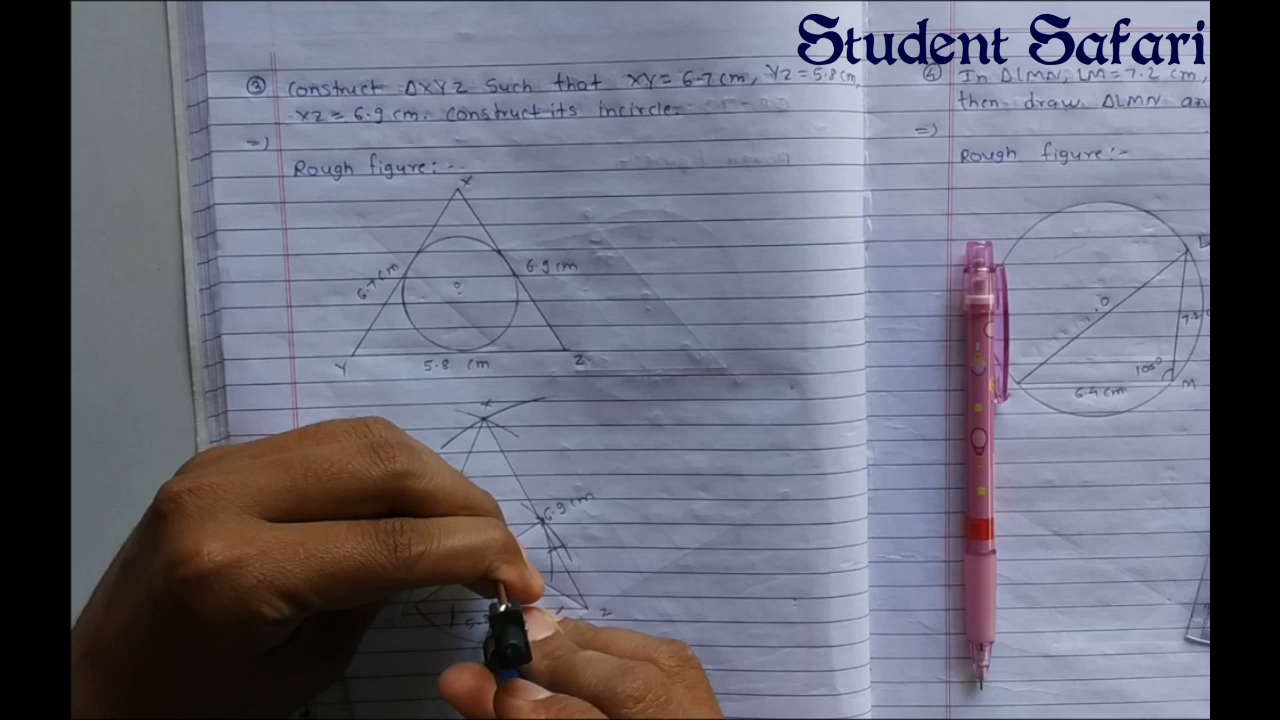 Student Safari
③ Construct ΔXYZ such that XY = 6.7 cm, YZ = 5.8 cm,
XZ = 6.9 cm. Construct its incircle.
=)
Rough figure:-
X
6.7 cm
6.9 cm
Y
5.8 cm
Z
X
6.9 cm
Z
④ In ΔLMN, LM = 7.2 cm,
then draw ΔLMN
=)
Rough figure:-
O
105°
6.4 cm
M